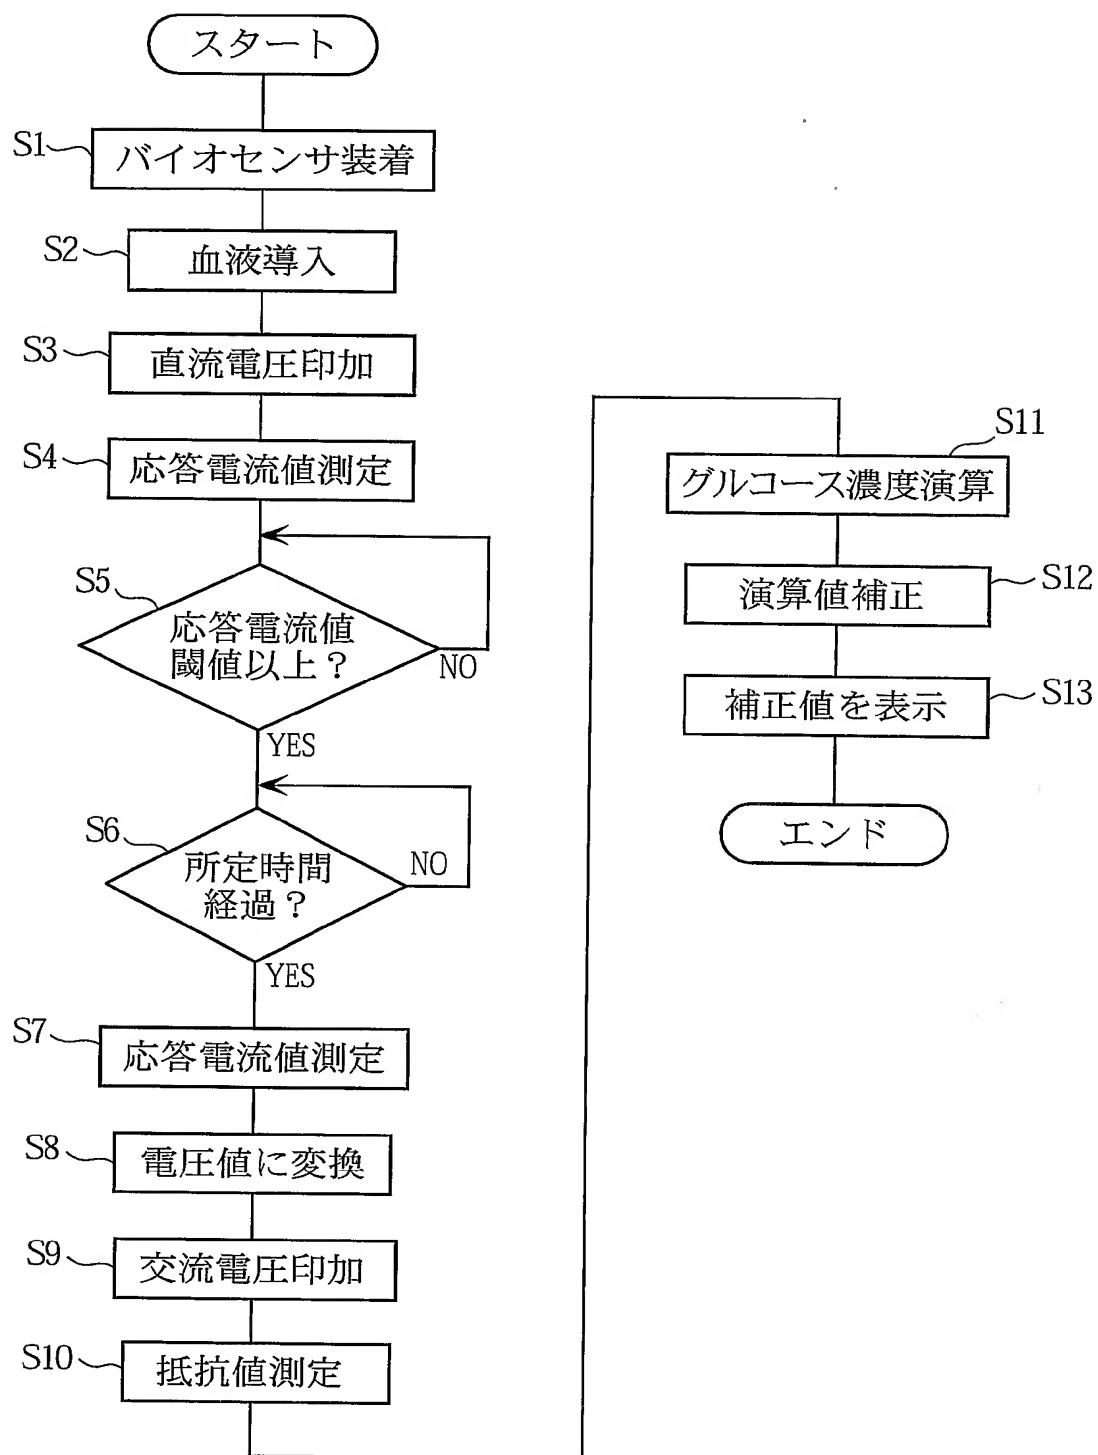 スタート
S1
バイオセンサ装着
S2
血液導入
S3
直流電圧印加
S4
応答電流値測定
S5
応答電流値
閾値以上？
NO
YES
S6
所定時間
経過？
NO
YES
S7
応答電流値測定
S8
電圧値に変換
S9
交流電圧印加
S10
抵抗値測定
S11
グルコース濃度演算
S12
演算値補正
S13
補正値を表示
エンド